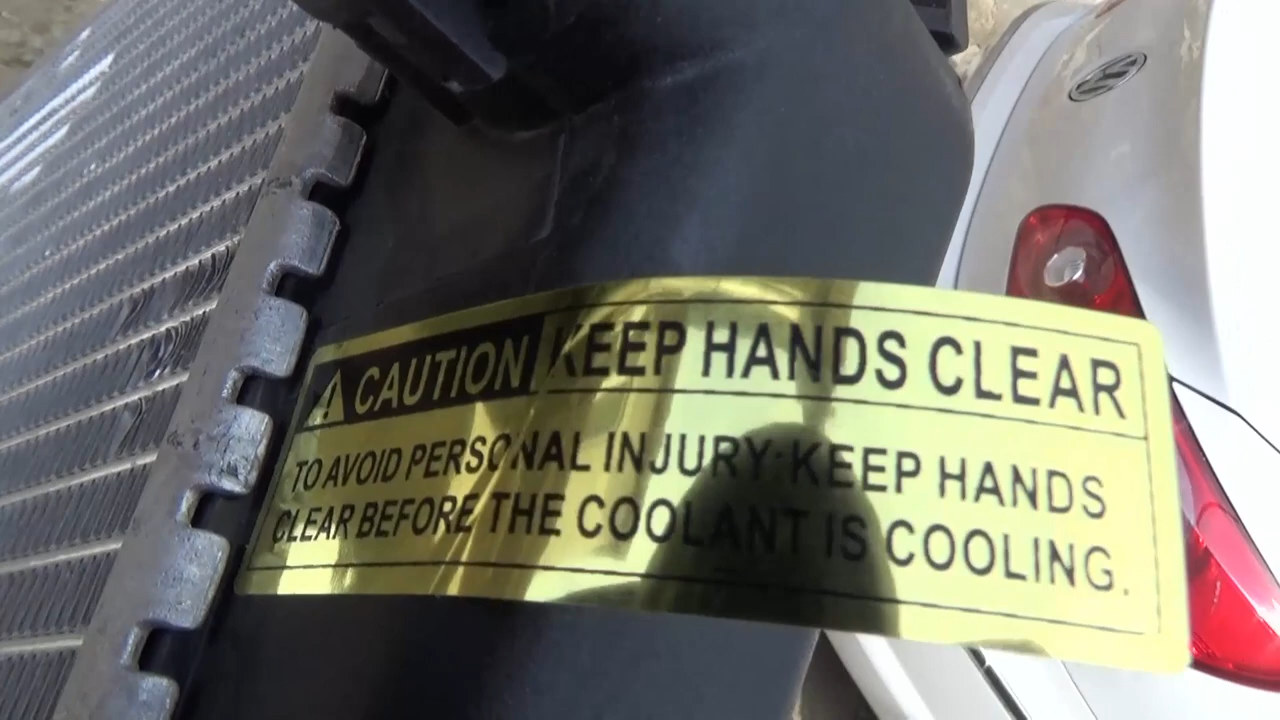 CAUTION KEEP HANDS CLEAR
TO AVOID PERSONAL INJURY·KEEP HANDS
CLEAR BEFORE THE COOLANT IS COOLING.